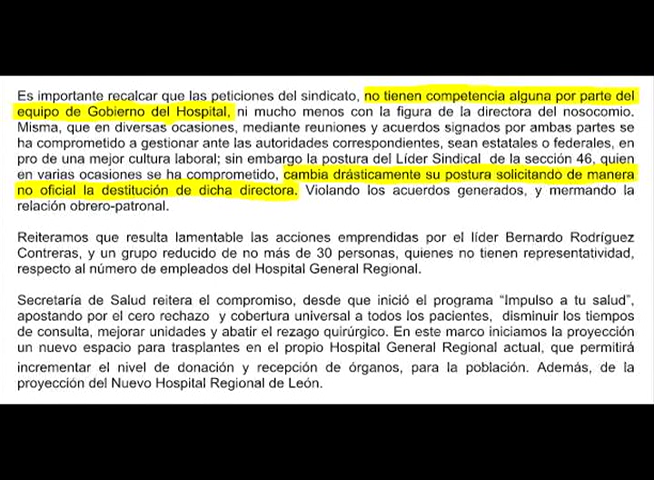 Es importante recalcar que las peticiones del sindicato, no tienen competencia alguna por parte del
equipo de Gobierno del Hospital, ni mucho menos con la figura de la directora del nosocomio.
Misma, que en diversas ocasiones, mediante reuniones y acuerdos signados por ambas partes se
ha comprometido a gestionar ante las autoridades correspondientes, sean estatales o federales, en
pro de una mejor cultura laboral; sin embargo la postura del Líder Sindical de la sección 46, quien
en varias ocasiones se ha comprometido, cambia drásticamente su postura solicitando de manera
no oficial la destitución de dicha directora. Violando los acuerdos generados, y mermando la
relación obrero-patronal.
Reiteramos que resulta lamentable las acciones emprendidas por el líder Bernardo Rodríguez
Contreras, y un grupo reducido de no más de 30 personas, quienes no tienen representatividad,
respecto al número de empleados del Hospital General Regional.
Secretaría de Salud reitera el compromiso, desde que inició el programa “Impulso a tu salud”,
apostando por el cero rechazo y cobertura universal a todos los pacientes, disminuir los tiempos
de consulta, mejorar unidades y abatir el rezago quirúrgico. En este marco iniciamos la proyección
un nuevo espacio para trasplantes en el propio Hospital General Regional actual, que permitirá
incrementar el nivel de donación y recepción de órganos, para la población. Además, de la
proyección del Nuevo Hospital Regional de León.